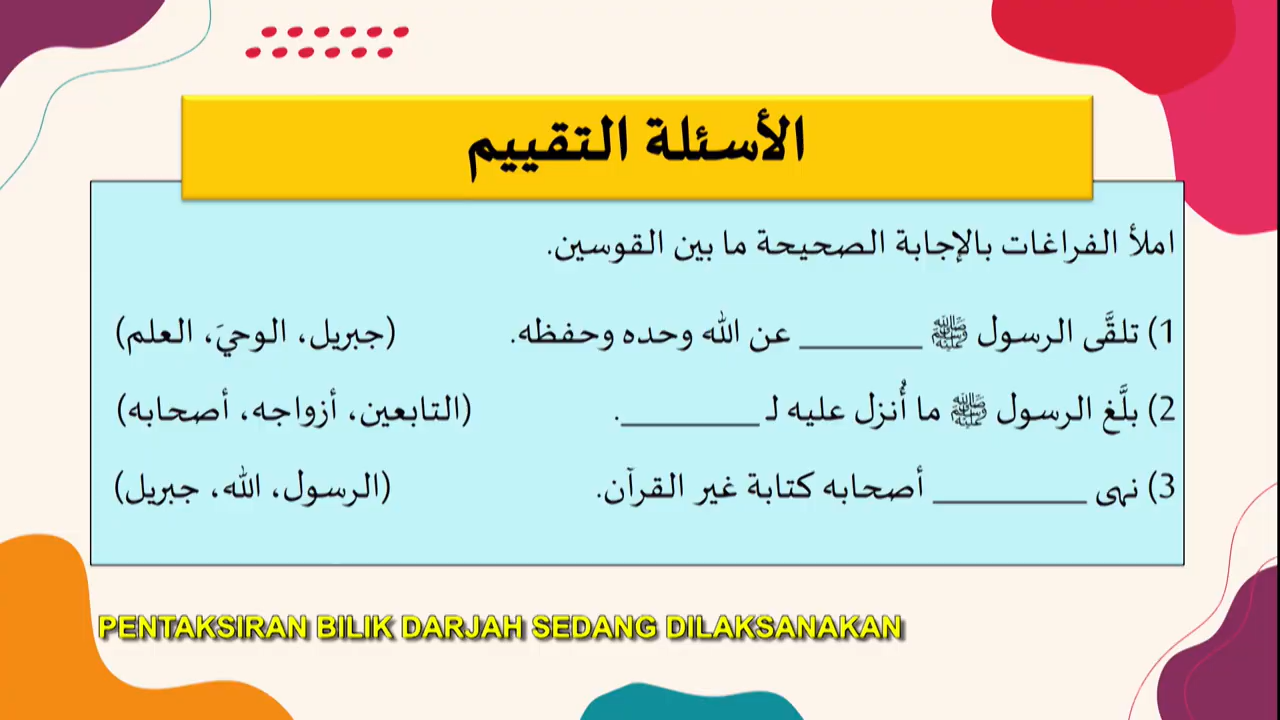 الأسئلة التقييم
املأ الفراغات بالإجابة الصحيحة ما بين القوسين.
1) تلقَّى الرسول ﷺ ________ عن الله وحده وحفظه. (جبريل، الوحيَ، العلم)
2) بلَّغ الرسول ﷺ ما أُنزل عليه لـ _________. (التابعين، أزواجه، أصحابه)
3) نهى __________ أصحابه كتابة غير القرآن. (الرسول، الله، جبريل)
PENTAKSIRAN BILIK DARJAH SEDANG DILAKSANAKAN